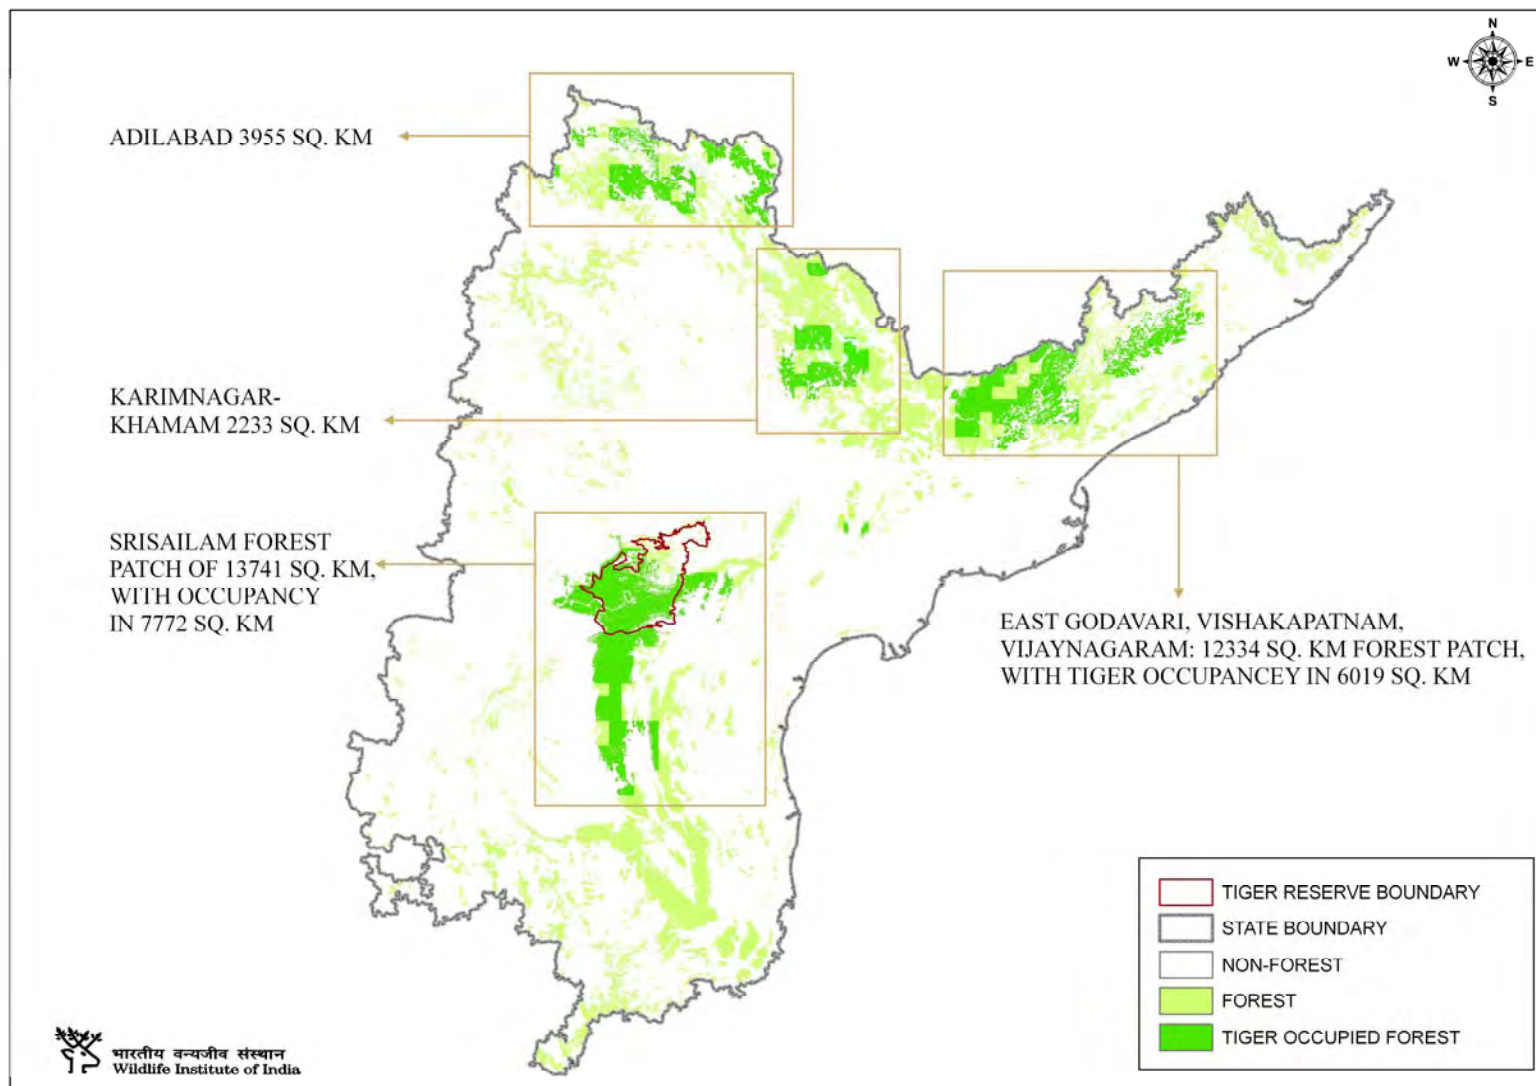 N
W
E
S
ADILABAD 3955 SQ. KM
KARIMNAGAR-
KHAMAM 2233 SQ. KM
SRISAILAM FOREST
PATCH OF 13741 SQ. KM,
WITH OCCUPANCY
IN 7772 SQ. KM
EAST GODAVARI, VISHAKAPATNAM,
VIJAYNAGARAM: 12334 SQ. KM FOREST PATCH,
WITH TIGER OCCUPANCEY IN 6019 SQ. KM
TIGER RESERVE BOUNDARY
STATE BOUNDARY
NON-FOREST
FOREST
TIGER OCCUPIED FOREST
भारतीय वन्यजीव संस्थान
Wildlife Institute of India